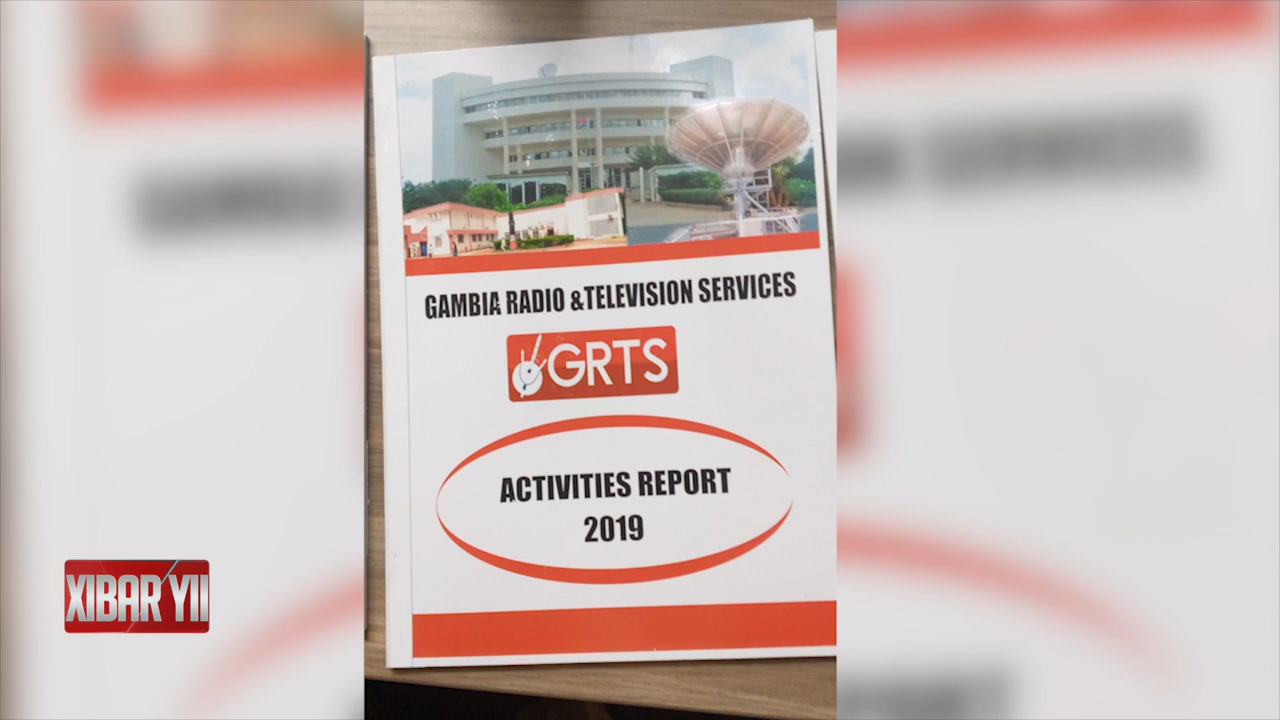 GAMBIA RADIO &TELEVISION SERVICES
GRTS
ACTIVITIES REPORT
2019
XIBAR YII